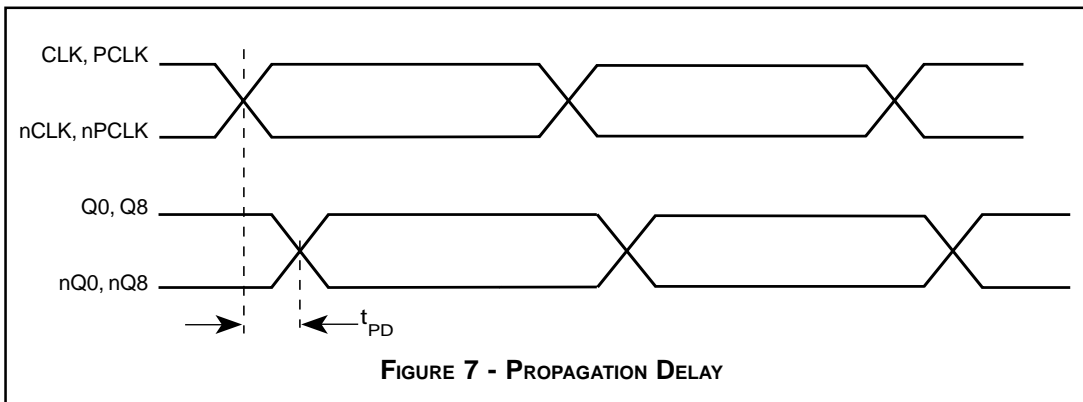 CLK, PCLK
nCLK, nPCLK
Q0, Q8
nQ0, nQ8
tPD
FIGURE 7 - PROPAGATION DELAY